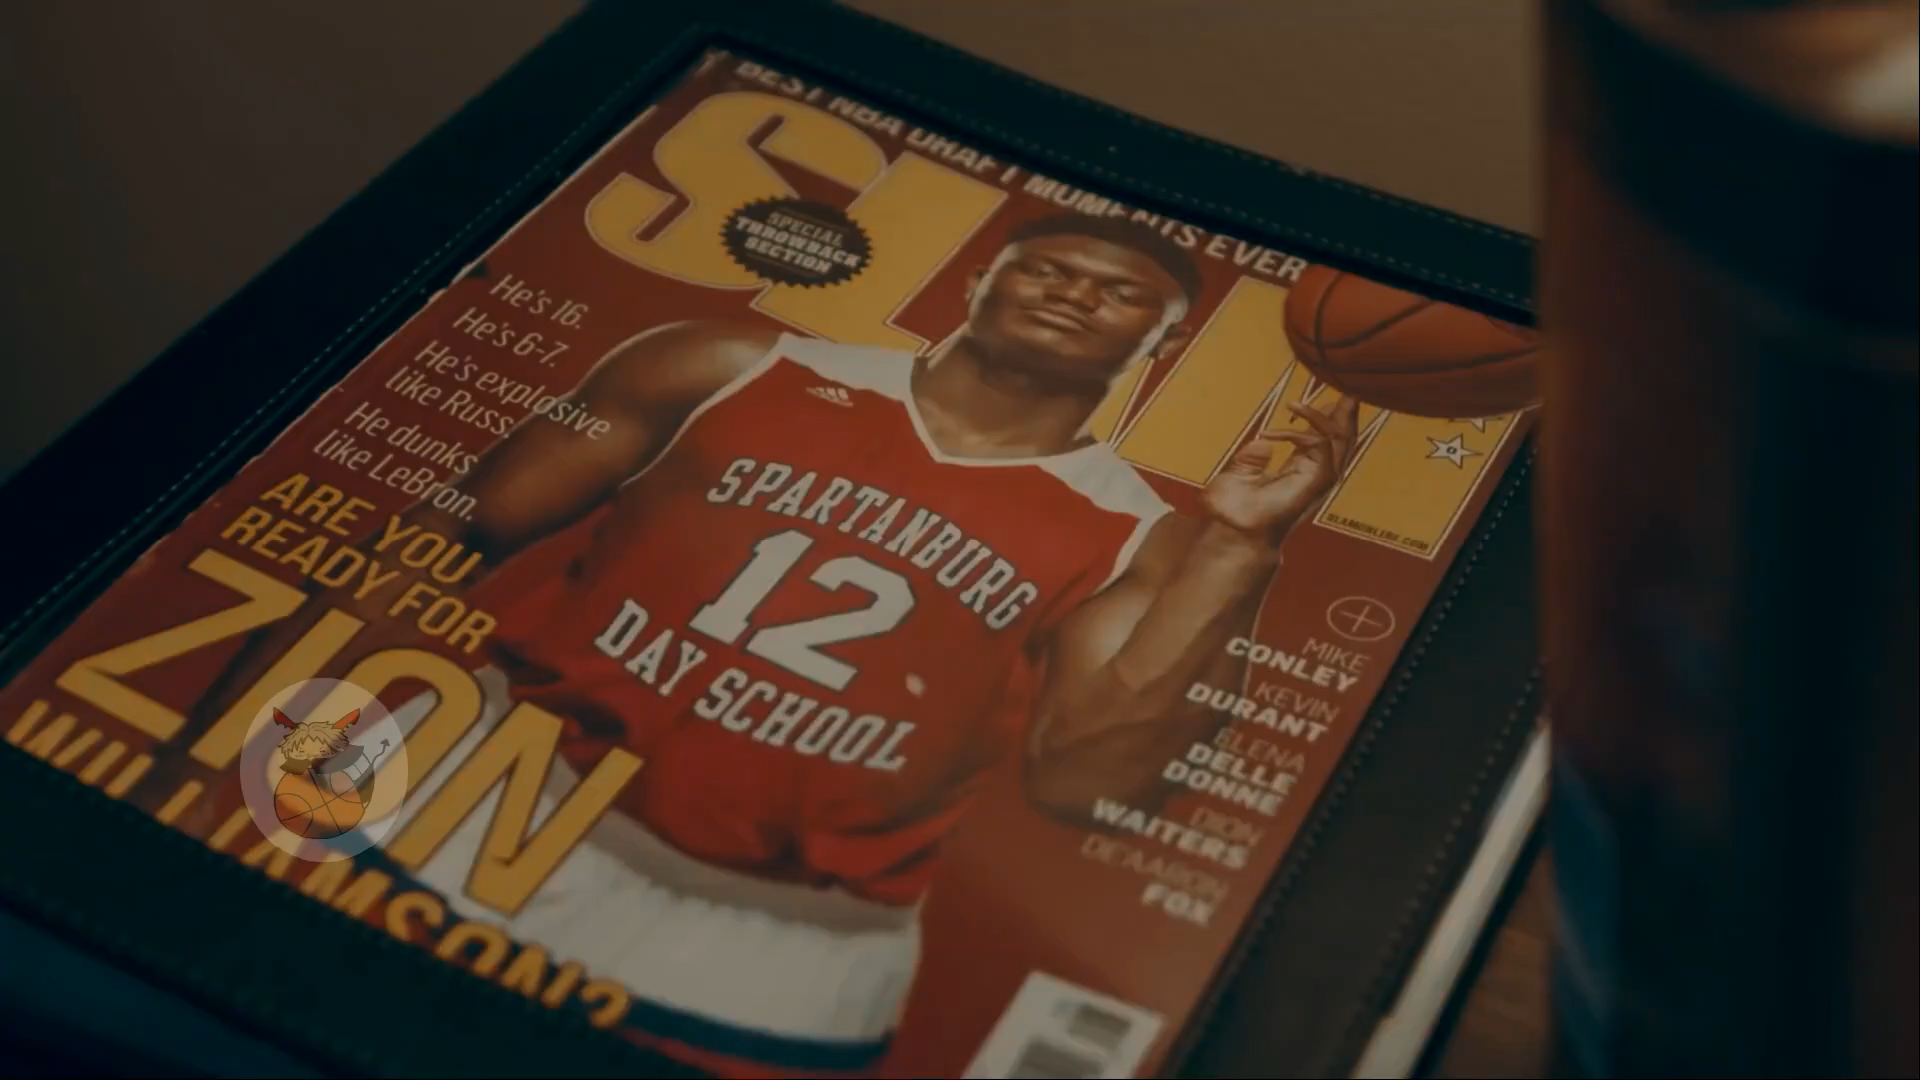 BEST NBA DRAFT MOMENTS EVER
SLAM
SPECIAL
THROWBACK
SECTION
He's 16.
He's 6-7.
He's explosive
like Russ.
He dunks
like LeBron.
ARE YOU
READY FOR
ZION
WILLIAMSON?
SPARTANBURG
12
DAY SCHOOL
SLAMONLINE.COM
MIKE
CONLEY
KEVIN
DURANT
ELENA
DELLE
DONNE
DION
WAITERS
DE'AARON
FOX